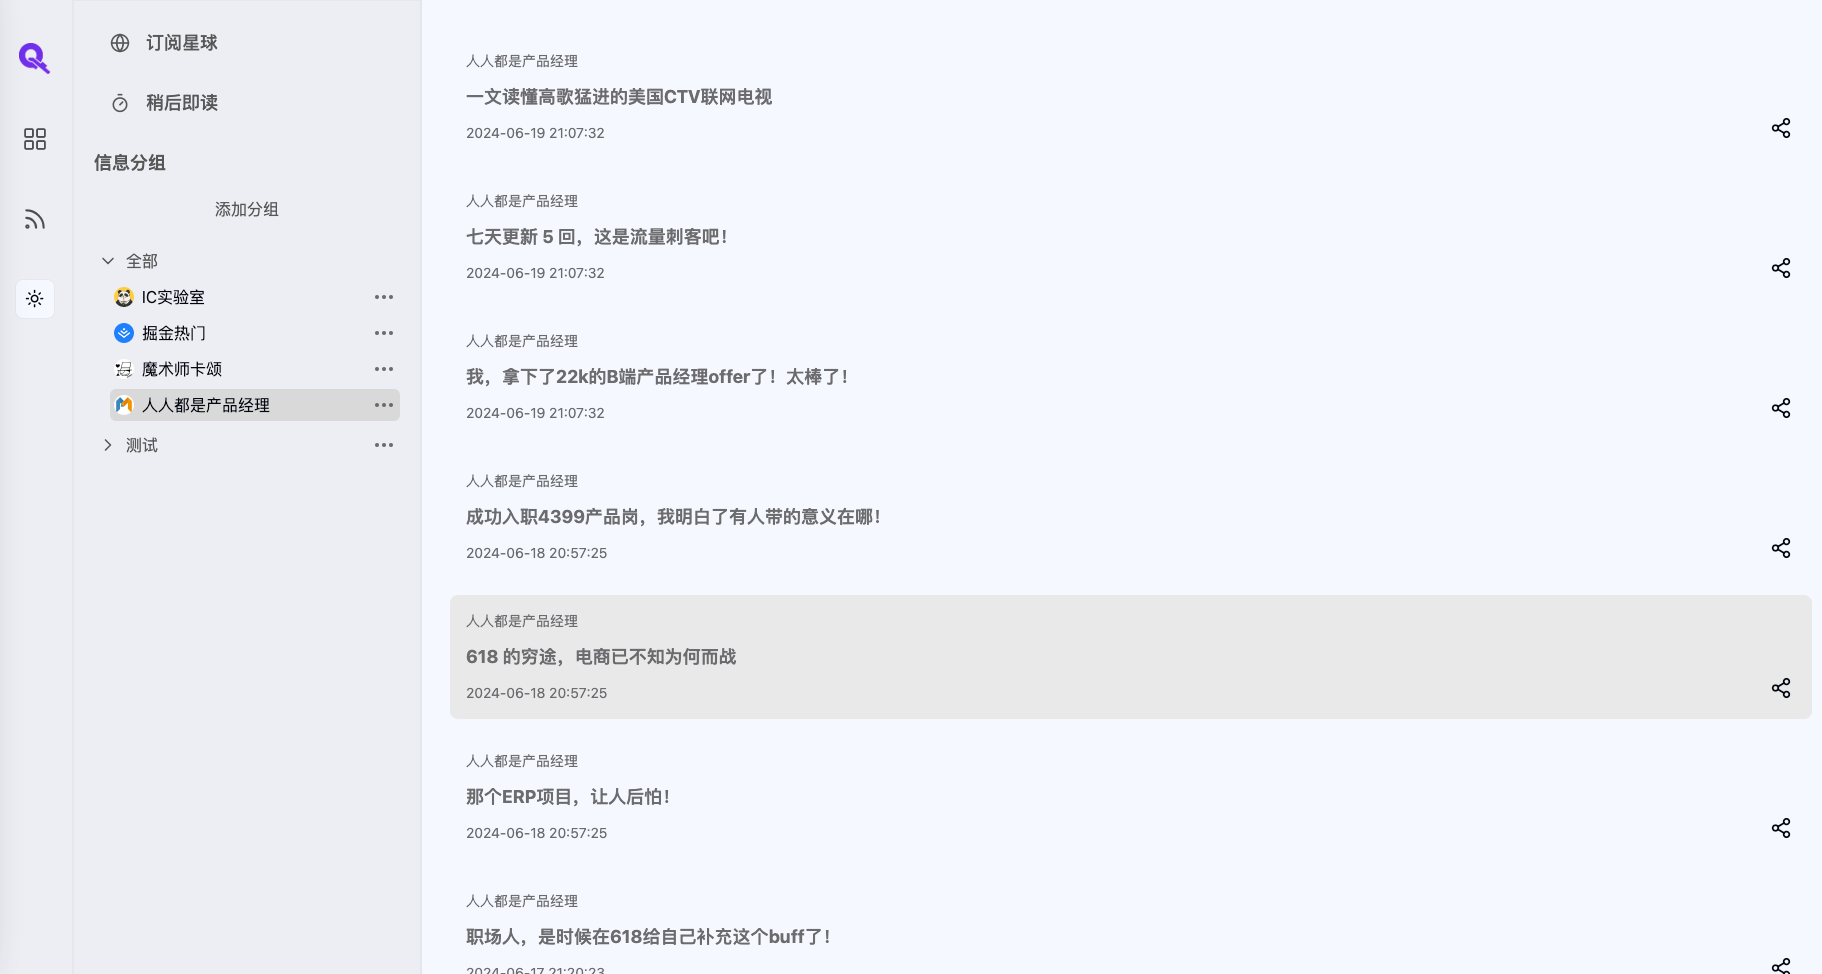 订阅星球
稍后即读
信息分组
添加分组
全部
IC实验室
掘金热门
魔术师卡颂
人人都是产品经理
测试
人人都是产品经理
一文读懂高歌猛进的美国CTV联网电视
2024-06-19 21:07:32
人人都是产品经理
七天更新 5 回，这是流量刺客吧！
2024-06-19 21:07:32
人人都是产品经理
我，拿下了22k的B端产品经理offer了！太棒了！
2024-06-19 21:07:32
人人都是产品经理
成功入职4399产品岗，我明白了有人带的意义在哪！
2024-06-18 20:57:25
人人都是产品经理
618 的穷途，电商已不知为何而战
2024-06-18 20:57:25
人人都是产品经理
那个ERP项目，让人后怕！
2024-06-18 20:57:25
人人都是产品经理
职场人，是时候在618给自己补充这个buff了！
2024-06-17 21:20:23